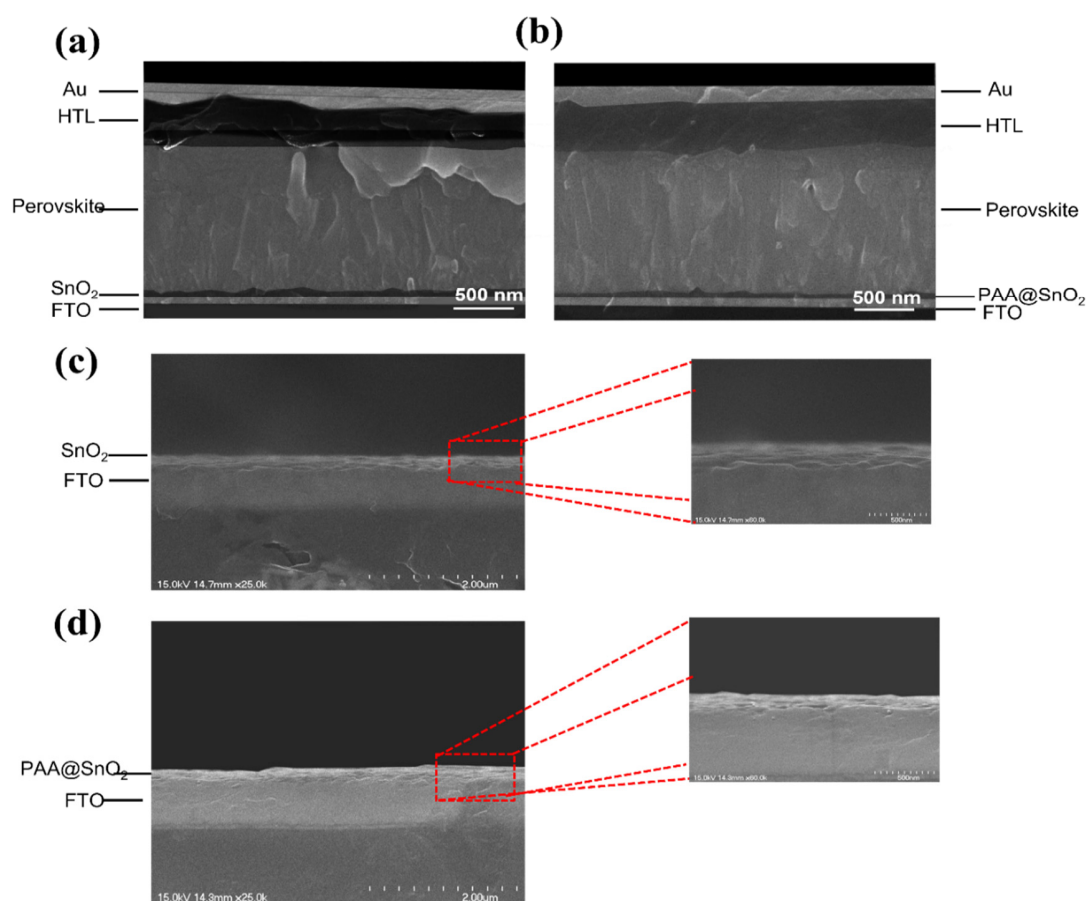 (a)
Au
HTL
Perovskite
SnO₂
FTO
500 nm
(b)
Au
HTL
Perovskite
PAA@SnO₂
FTO
500 nm
(c)
SnO₂
FTO
15.0kV 14.7mm x25.0k
2.00um
15.0kV 14.7mm x60.0k
500nm
(d)
PAA@SnO₂
FTO
15.0kV 14.3mm x25.0k
2.00um
15.0kV 14.3mm x60.0k
500nm